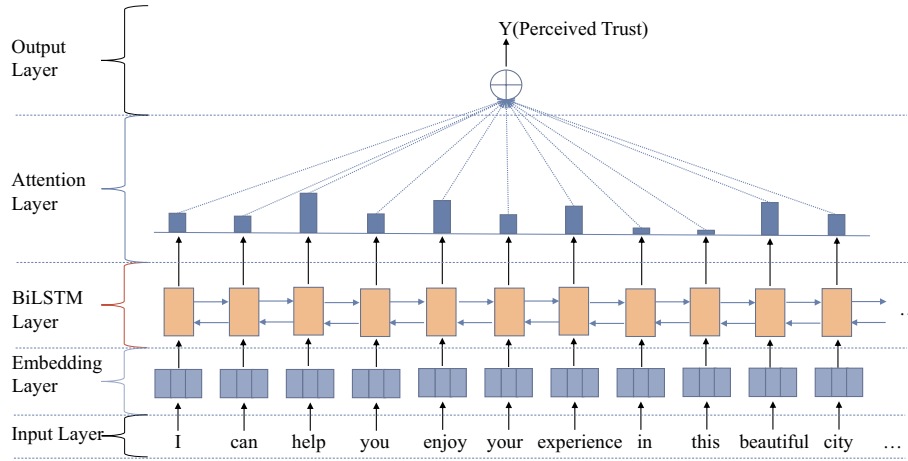 Y(Perceived Trust)
Output
Layer
Attention
Layer
BiLSTM
Layer
...
Embedding
Layer
Input Layer
I can help you enjoy your experience in this beautiful city ...